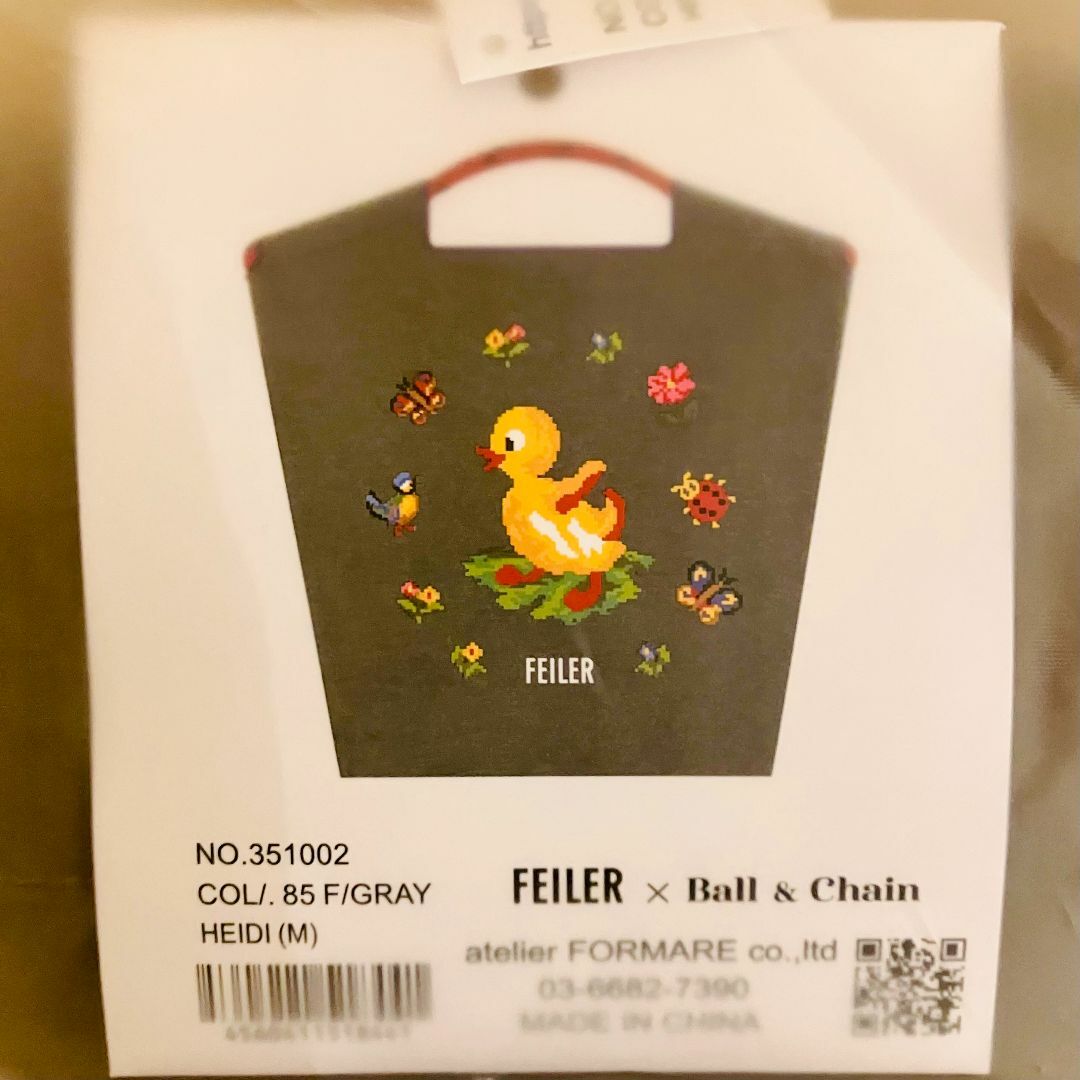 FEILER
NO.351002
COL/. 85 F/GRAY
HEIDI (M)
FEILER × Ball & Chain
atelier FORMARE co.,ltd
03-6682-7390
MADE IN CHINA